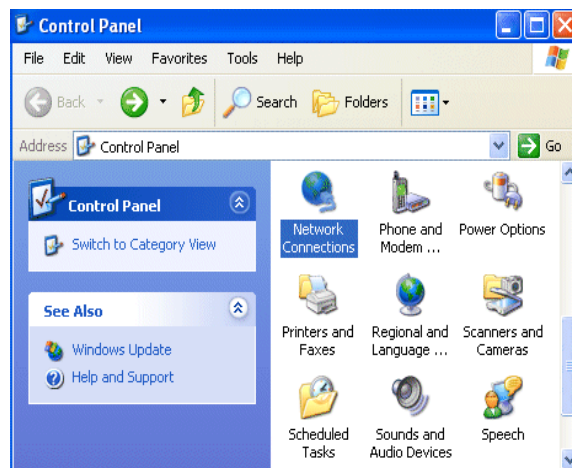 Control Panel
File Edit View Favorites Tools Help
Back Search Folders
Address Control Panel Go
Control Panel
Switch to Category View
See Also
Windows Update
Help and Support
Network
Connections
Phone and
Modem ...
Power Options
Printers and
Faxes
Regional and
Language ...
Scanners and
Cameras
Scheduled
Tasks
Sounds and
Audio Devices
Speech